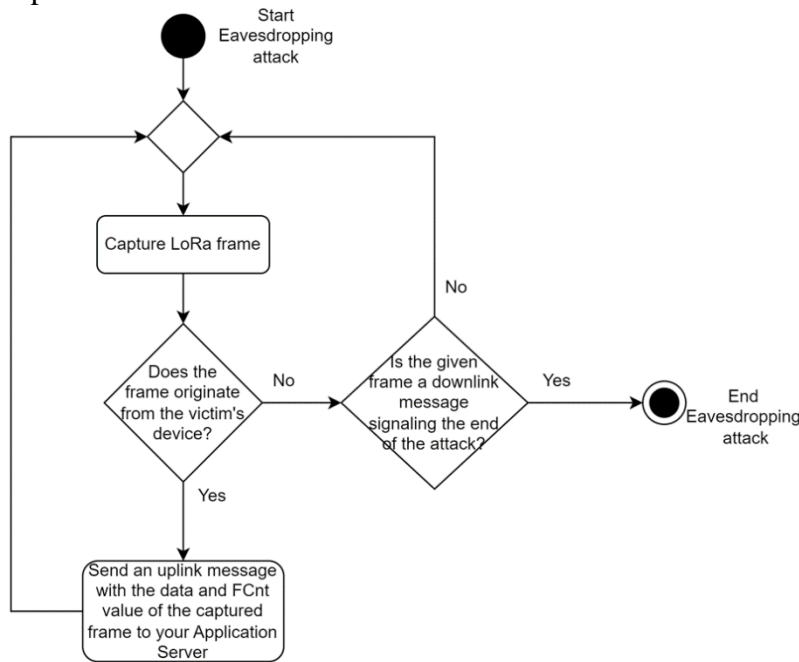 Start
Eavesdropping
attack
Capture LoRa frame
Does the
frame originate
from the victim's
device?
No
Is the given
frame a downlink
message
signaling the end
of the attack?
No
Yes
End
Eavesdropping
attack
Yes
Send an uplink message
with the data and FCnt
value of the captured
frame to your Application
Server